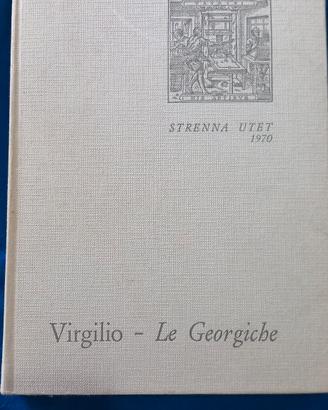 STRENNA UTET
1970
Virgilio – Le Georgiche